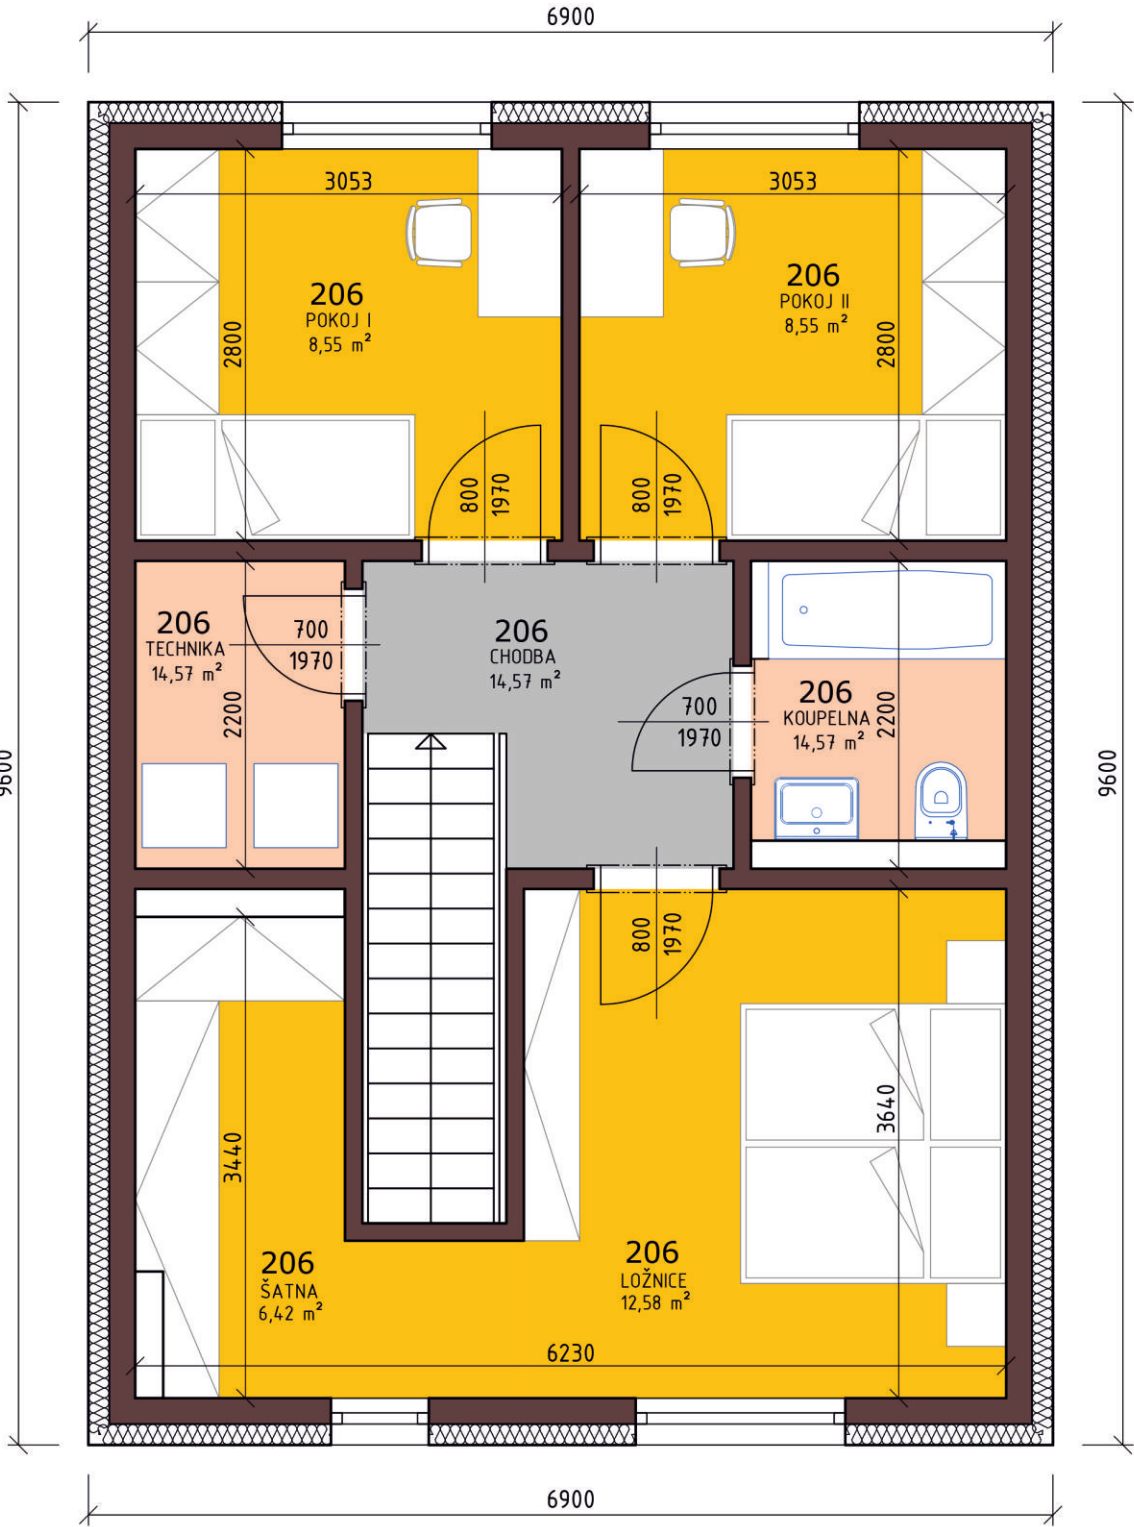 6900
3053
3053
206
POKOJ I
8,55 m²
2800
206
POKOJ II
8,55 m²
2800
800
1970
800
1970
206
TECHNIKA
14,57 m²
700
1970
2200
206
CHODBA
14,57 m²
700
1970
206
KOUPELNA
14,57 m²
2200
9600
9600
800
1970
3440
3640
206
ŠATNA
6,42 m²
206
LOŽNICE
12,58 m²
6230
6900